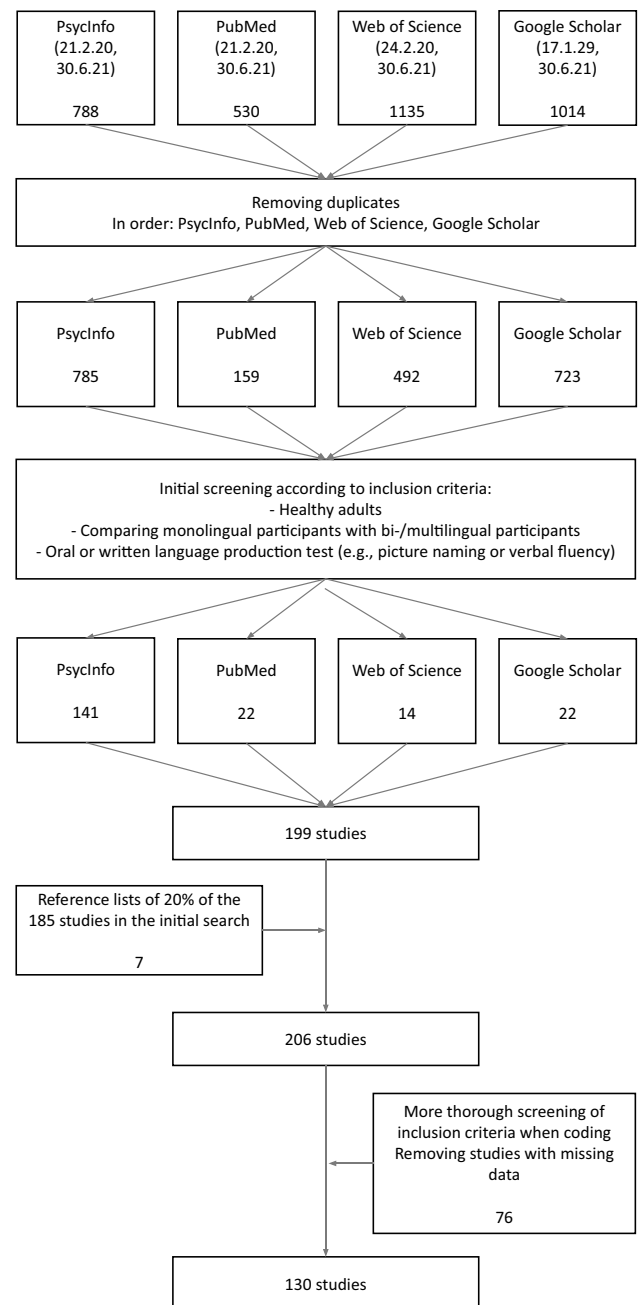 PsycInfo
(21.2.20,
30.6.21)
788
PubMed
(21.2.20,
30.6.21)
530
Web of Science
(24.2.20,
30.6.21)
1135
Google Scholar
(17.1.29,
30.6.21)
1014
Removing duplicates
In order: PsycInfo, PubMed, Web of Science, Google Scholar
PsycInfo
785
PubMed
159
Web of Science
492
Google Scholar
723
Initial screening according to inclusion criteria:
- Healthy adults
- Comparing monolingual participants with bi-/multilingual participants
- Oral or written language production test (e.g., picture naming or verbal fluency)
PsycInfo
141
PubMed
22
Web of Science
14
Google Scholar
22
199 studies
Reference lists of 20% of the
185 studies in the initial search
7
206 studies
More thorough screening of
inclusion criteria when coding
Removing studies with missing
data
76
130 studies